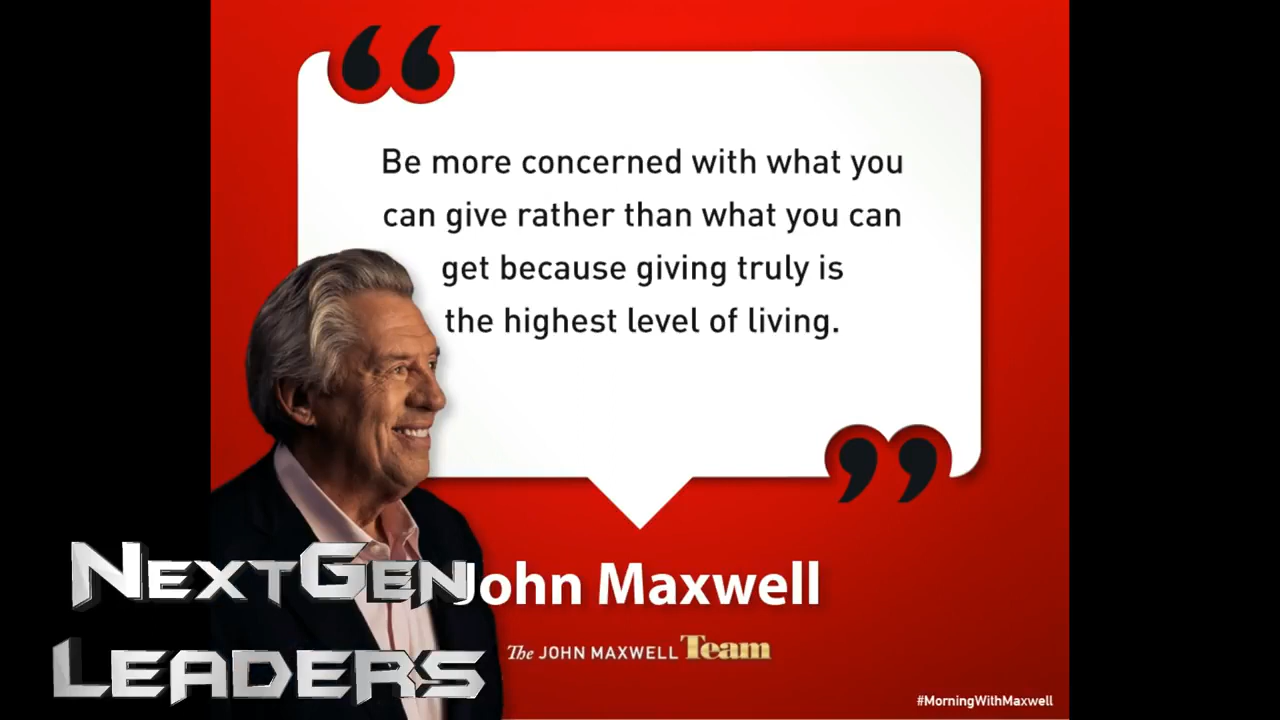 Be more concerned with what you
can give rather than what you can
get because giving truly is
the highest level of living.
John Maxwell
The JOHN MAXWELL Team
NEXTGEN
LEADERS
#MorningWithMaxwell